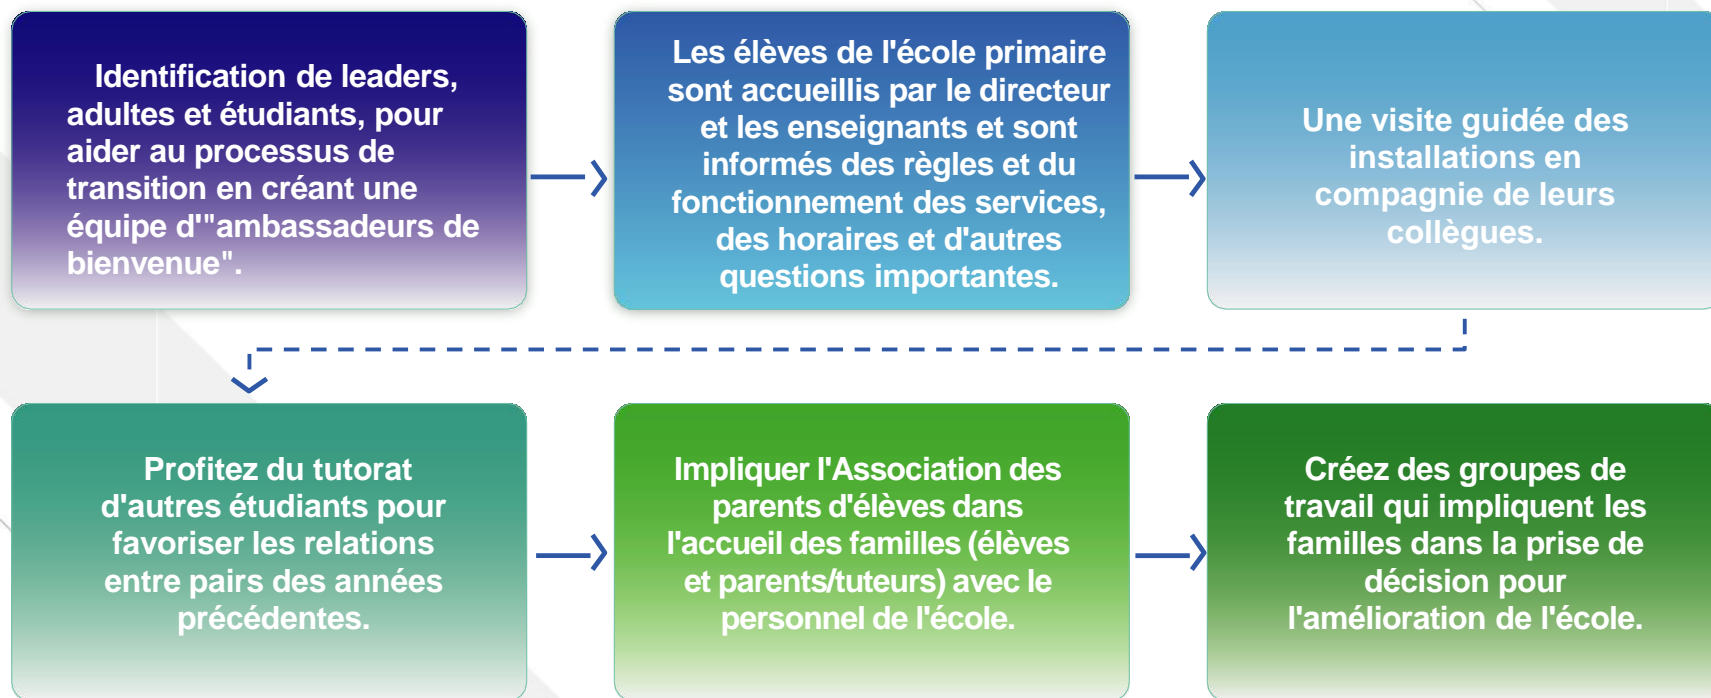 Identification de leaders,
adultes et étudiants, pour
aider au processus de
transition en créant une
équipe d'"ambassadeurs de
bienvenue".
Les élèves de l'école primaire
sont accueillis par le directeur
et les enseignants et sont
informés des règles et du
fonctionnement des services,
des horaires et d'autres
questions importantes.
Une visite guidée des
installations en
compagnie de leurs
collègues.
Profitez du tutorat
d'autres étudiants pour
favoriser les relations
entre pairs des années
précédentes.
Impliquer l'Association des
parents d'élèves dans
l'accueil des familles (élèves
et parents/tuteurs) avec le
personnel de l'école.
Créez des groupes de
travail qui impliquent les
familles dans la prise de
décision pour
l'amélioration de l'école.